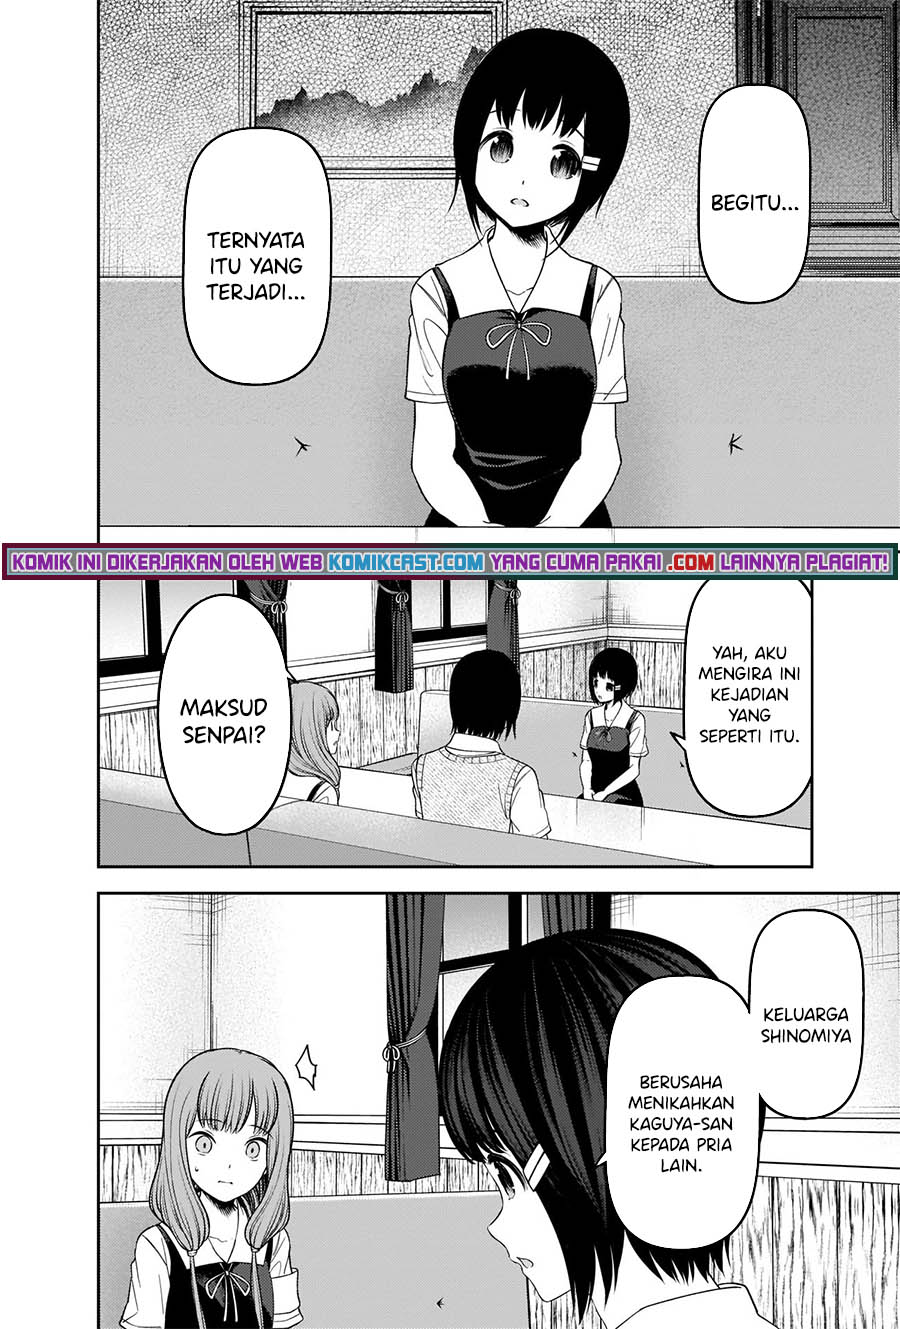 BEGITU...
TERNYATA
ITU YANG
TERJADI...
KOMIK INI DIKERJAKAN OLEH WEB KOMIKCAST.COM YANG CUMA PAKAI .COM LAINNYA PLAGIAT!
YAH, AKU
MENGIRA INI
KEJADIAN
YANG
SEPERTI ITU.
MAKSUD
SENPAI?
KELUARGA
SHINOMIYA
BERUSAHA
MENIKAHKAN
KAGUYA-SAN
KEPADA PRIA
LAIN.